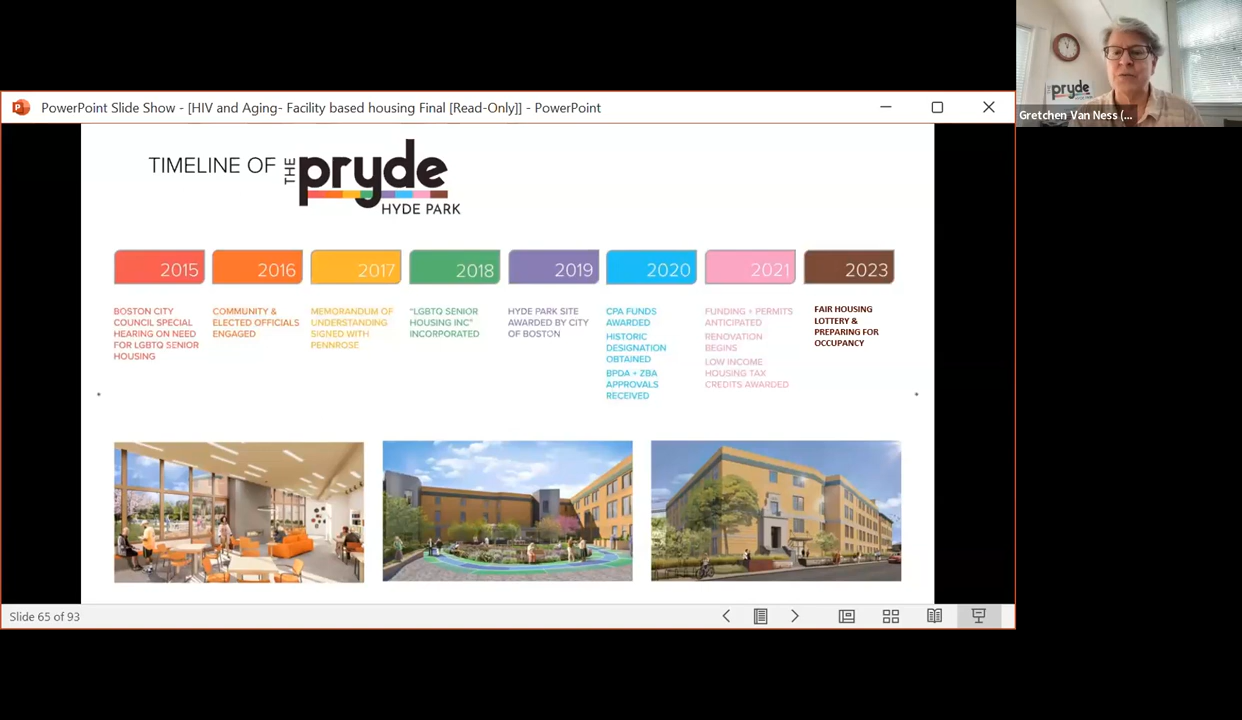 PowerPoint Slide Show - [HIV and Aging- Facility based housing Final [Read-Only]] - PowerPoint
pryde
HYDE PARK
Gretchen Van Ness (...
TIMELINE OF
THE
pryde
HYDE PARK
2015
BOSTON CITY
COUNCIL SPECIAL
HEARING ON NEED
FOR LGBTQ SENIOR
HOUSING
2016
COMMUNITY &
ELECTED OFFICIALS
ENGAGED
2017
MEMORANDUM OF
UNDERSTANDING
SIGNED WITH
PENNROSE
2018
"LGBTQ SENIOR
HOUSING INC"
INCORPORATED
2019
HYDE PARK SITE
AWARDED BY CITY
OF BOSTON
2020
CPA FUNDS
AWARDED
HISTORIC
DESIGNATION
OBTAINED
BPDA + ZBA
APPROVALS
RECEIVED
2021
FUNDING + PERMITS
ANTICIPATED
RENOVATION
BEGINS
LOW INCOME
HOUSING TAX
CREDITS AWARDED
2023
FAIR HOUSING
LOTTERY &
PREPARING FOR
OCCUPANCY
Slide 65 of 93